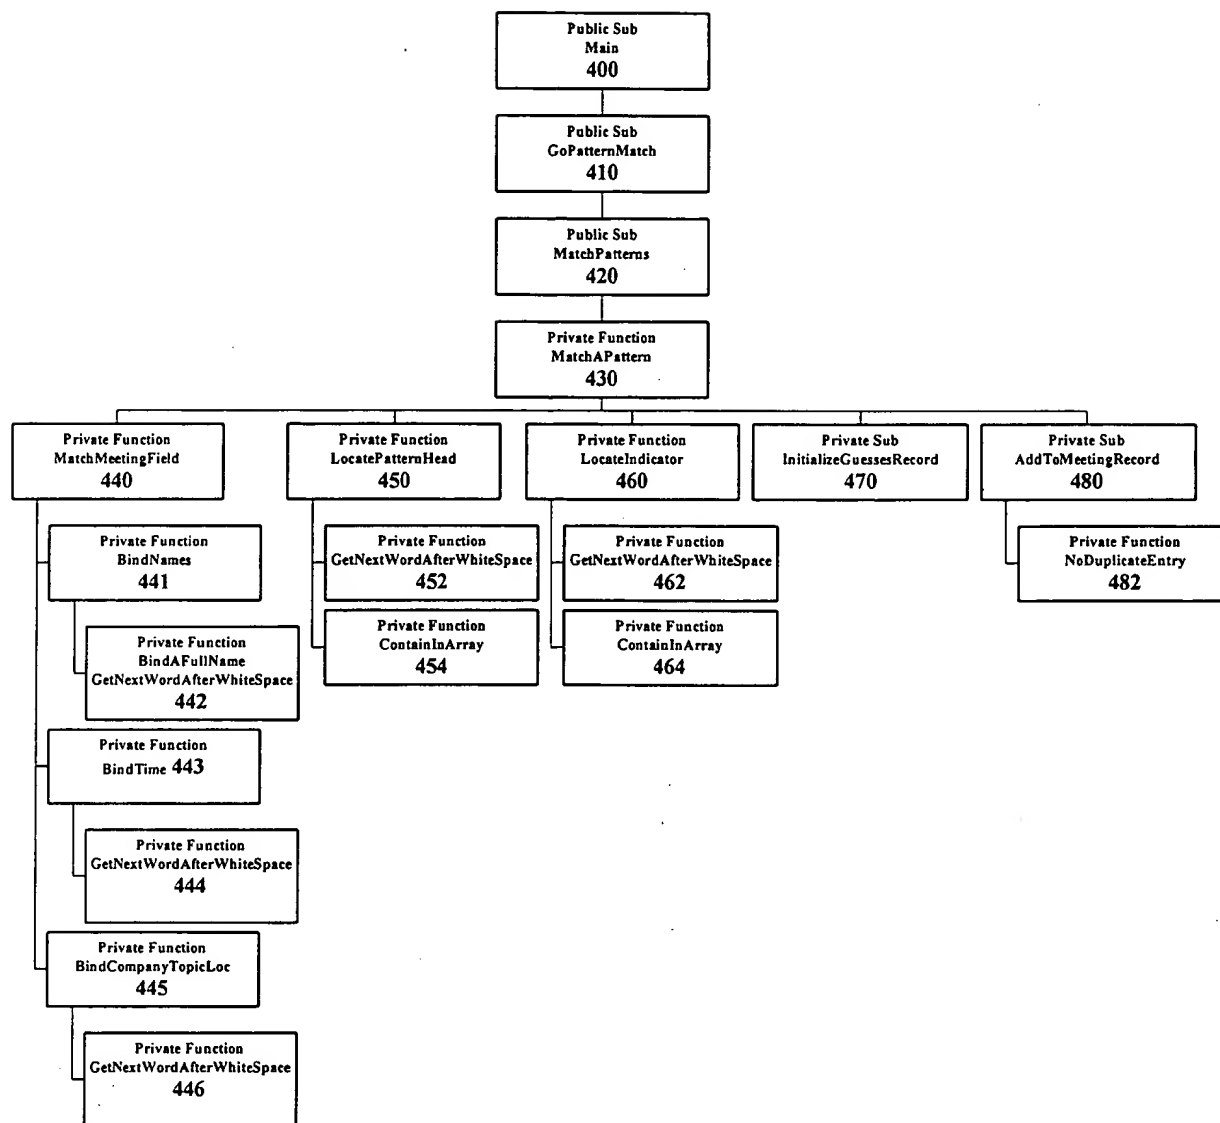 Public Sub
Main
400
Public Sub
GoPatternMatch
410
Public Sub
MatchPatterns
420
Private Function
MatchAPattern
430
Private Function
MatchMeetingField
440
Private Function
LocatePatternHead
450
Private Function
LocateIndicator
460
Private Sub
InitializeGuessesRecord
470
Private Sub
AddToMeetingRecord
480
Private Function
BindNames
441
Private Function
GetNextWordAfterWhiteSpace
452
Private Function
GetNextWordAfterWhiteSpace
462
Private Function
NoDuplicateEntry
482
Private Function
ContainInArray
454
Private Function
ContainInArray
464
Private Function
BindAFullName
GetNextWordAfterWhiteSpace
442
Private Function
BindTime 443
Private Function
GetNextWordAfterWhiteSpace
444
Private Function
BindCompanyTopicLoc
445
Private Function
GetNextWordAfterWhiteSpace
446